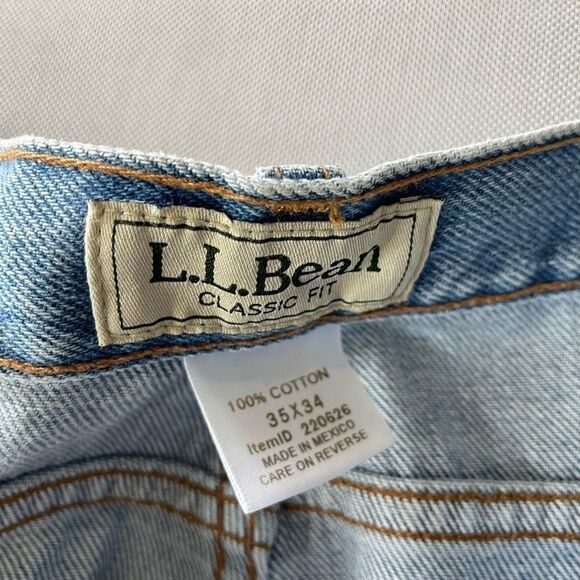 L.L.Bean
CLASSIC FIT
100% COTTON
35X34
ItemID 220626
MADE IN MEXICO
CARE ON REVERSE